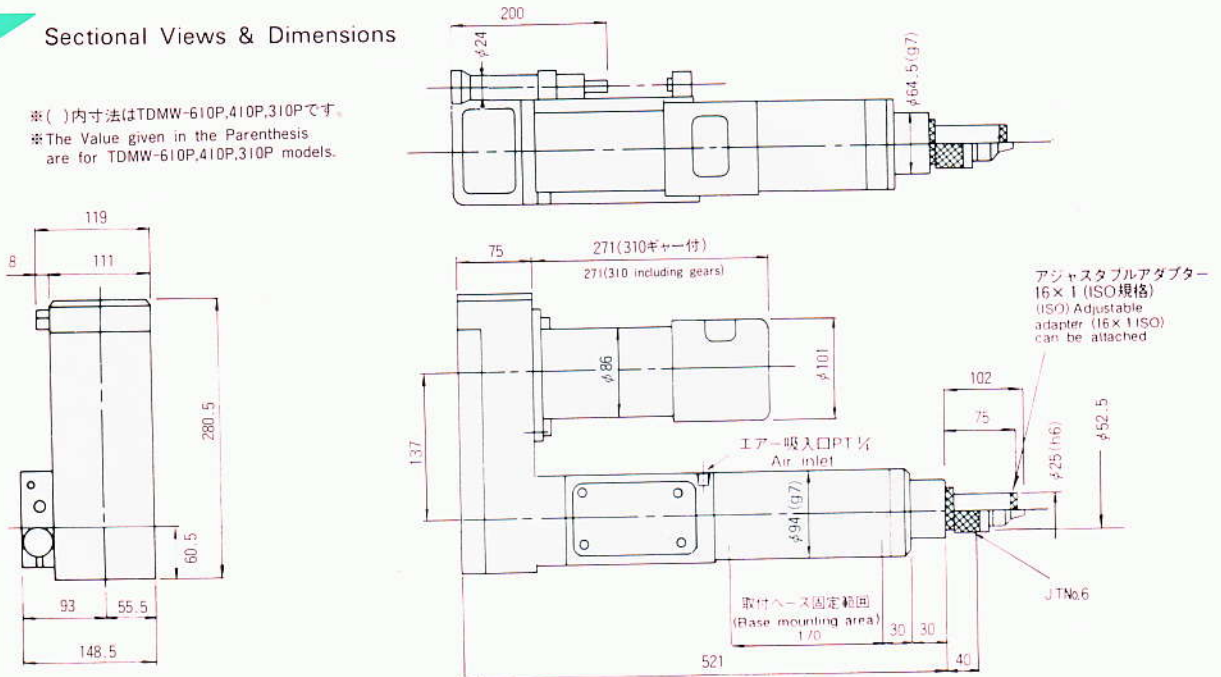 Sectional Views & Dimensions
※( )内寸法はTDMW-610P,410P,310Pです。
※The Value given in the Parenthesis
are for TDMW-610P,410P,310P models.
200
φ24
φ64.5(g7)
119
8
111
280.5
60.5
93
55.5
148.5
75
271(310ギャー付)
271(310 including gears)
φ86
φ101
137
エアー吸入口PT¼
Air inlet
φ94(g7)
アジャスタブルアダプター
16×1(ISO規格)
(ISO) Adjustable
adapter (16×1 ISO)
can be attached
102
75
φ25(h6)
φ52.5
JTNo.6
取付ベース固定範囲
(Base mounting area)
170
30
30
521
40